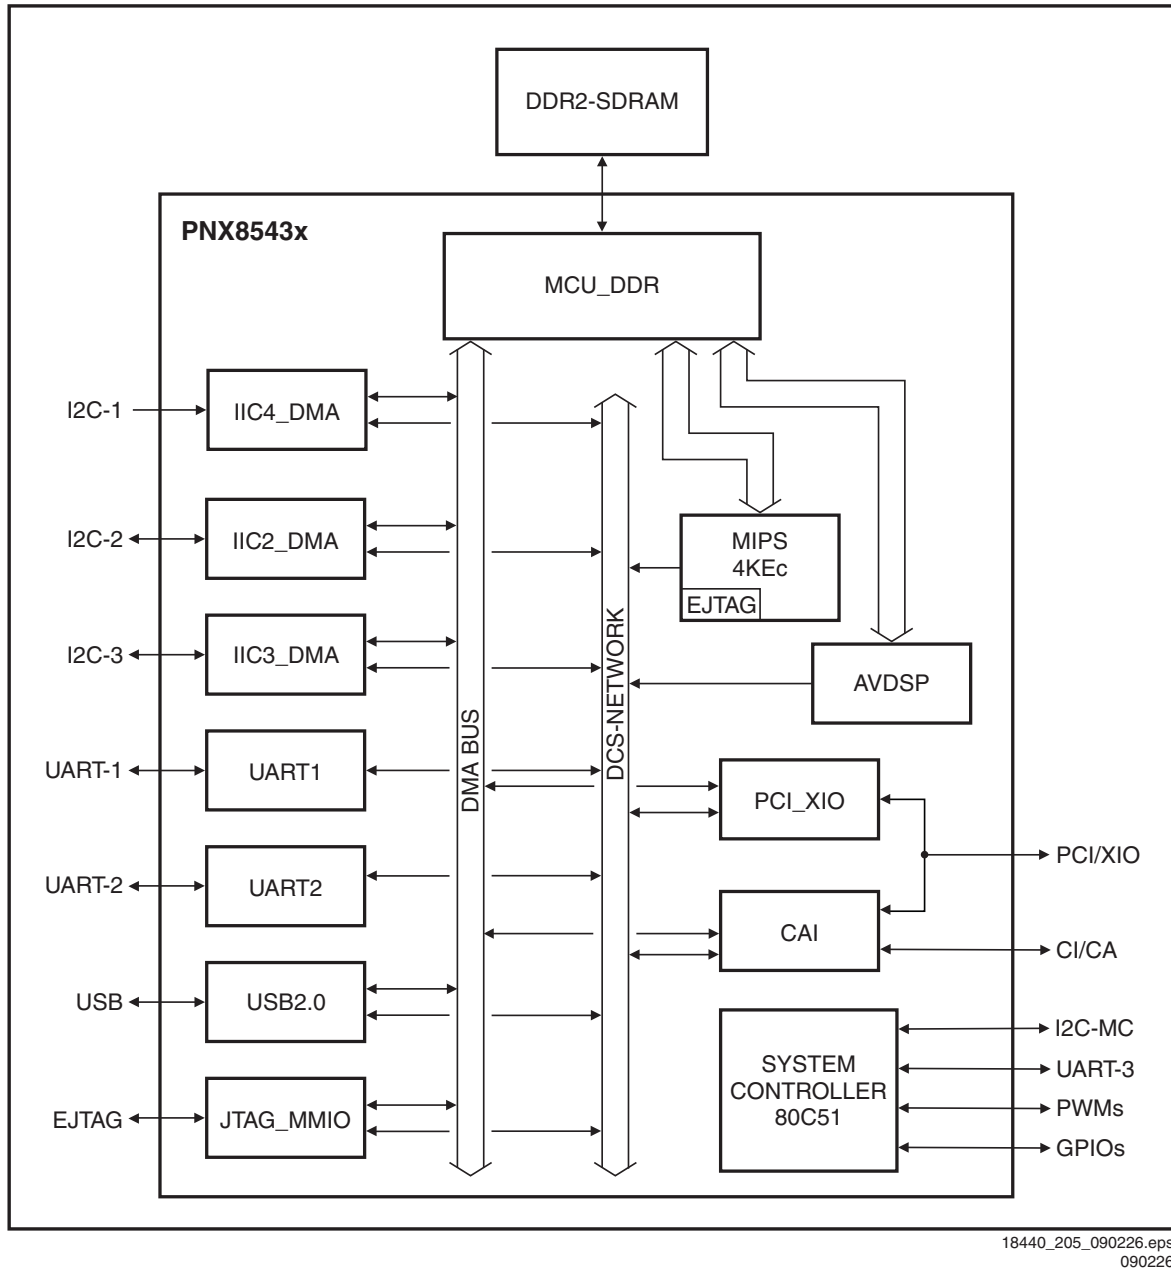 DDR2-SDRAM
PNX8543x
MCU_DDR
I2C-1
IIC4_DMA
I2C-2
IIC2_DMA
MIPS
4KEc
EJTAG
I2C-3
IIC3_DMA
AVDSP
DMA BUS
DCS-NETWORK
UART-1
UART1
PCI_XIO
PCI/XIO
UART-2
UART2
CAI
CI/CA
USB
USB2.0
I2C-MC
SYSTEM
CONTROLLER
80C51
UART-3
PWMs
GPIOs
EJTAG
JTAG_MMIO
18440_205_090226.eps
090226